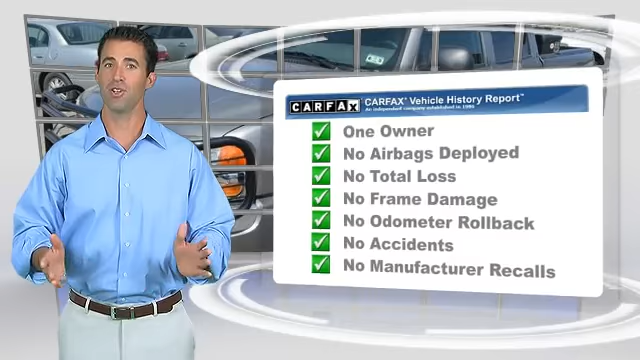 CARFAX CARFAX® Vehicle History Report™
An independent company established in 1986
One Owner
No Airbags Deployed
No Total Loss
No Frame Damage
No Odometer Rollback
No Accidents
No Manufacturer Recalls